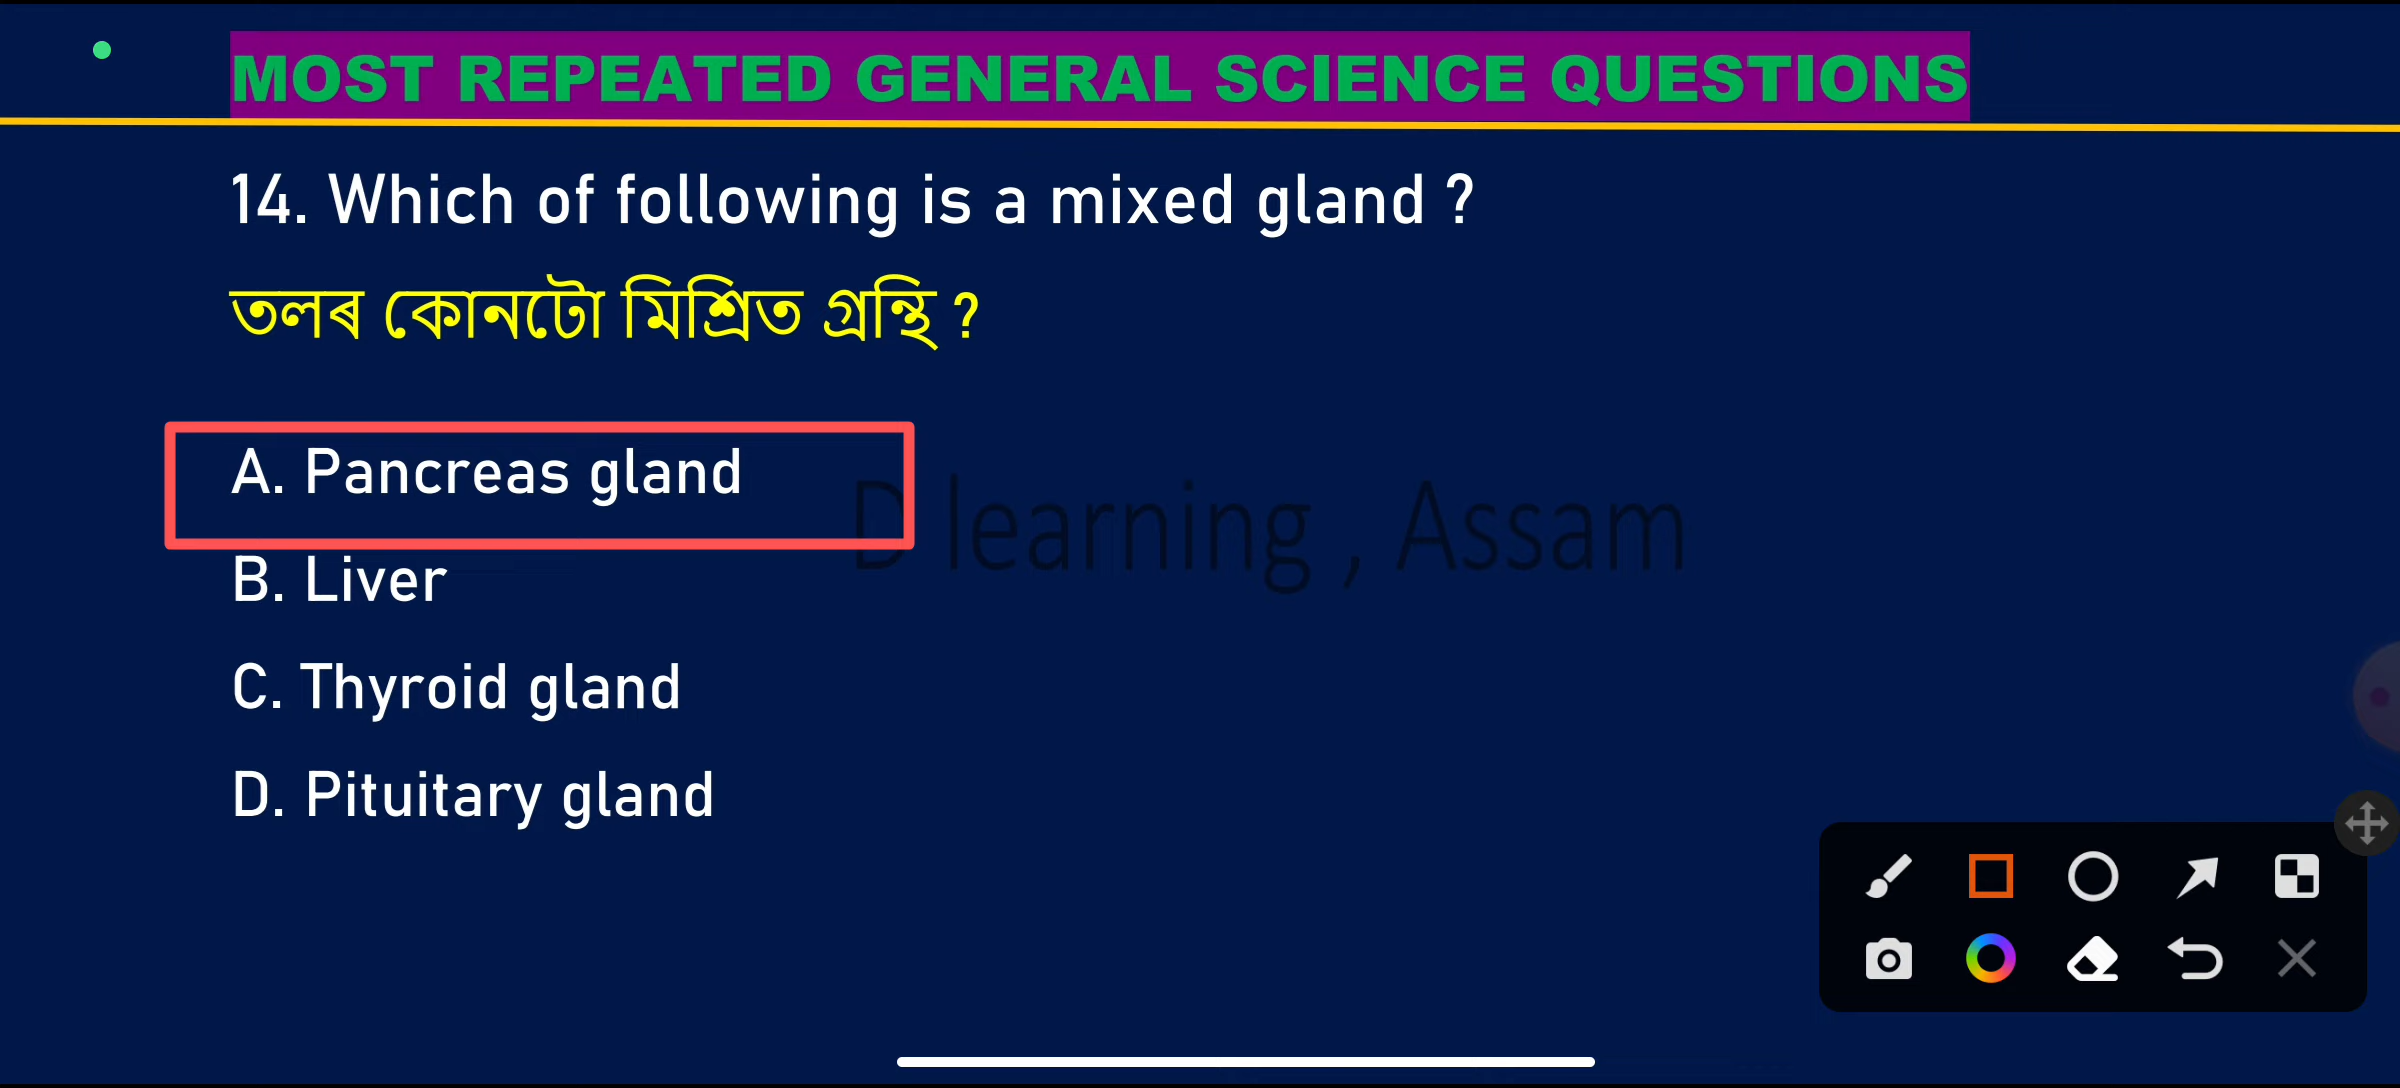 MOST REPEATED GENERAL SCIENCE QUESTIONS
14. Which of following is a mixed gland ?
তলৰ কোনটো মিশ্ৰিত গ্ৰন্থি ?
A. Pancreas gland
D learning , Assam
B. Liver
C. Thyroid gland
D. Pituitary gland